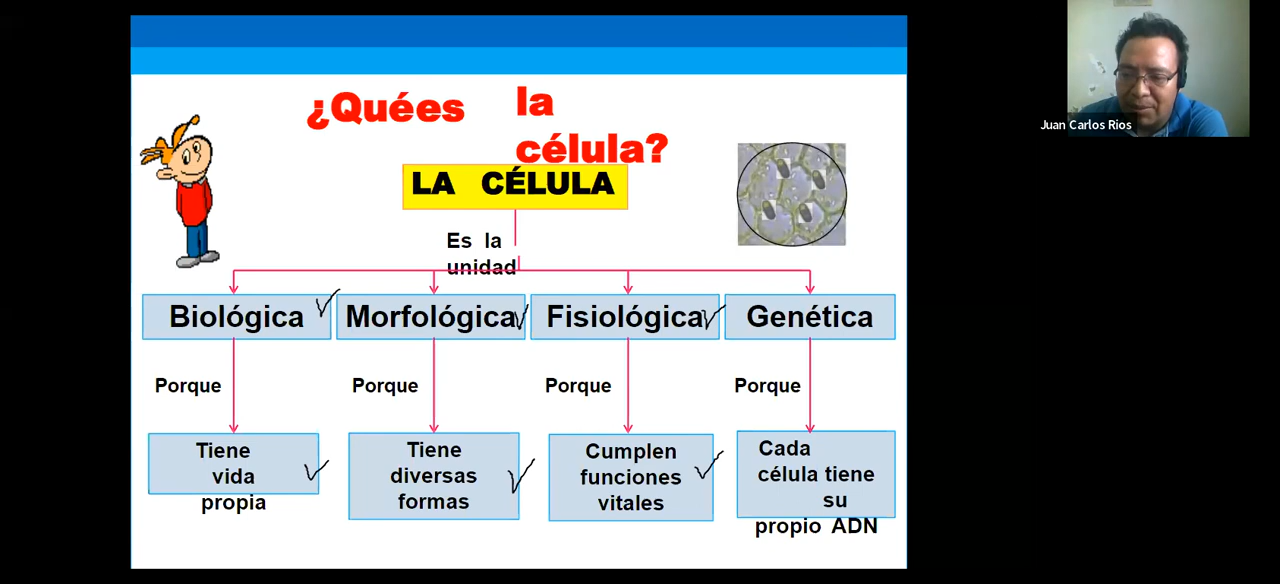 ¿Quées la
célula?
LA CÉLULA
Es la
unidad
Biológica
Morfológica
Fisiológica
Genética
Porque
Porque
Porque
Porque
Tiene
vida
propia
Tiene
diversas
formas
Cumplen
funciones
vitales
Cada
célula tiene
su
propio ADN
Juan Carlos Rios